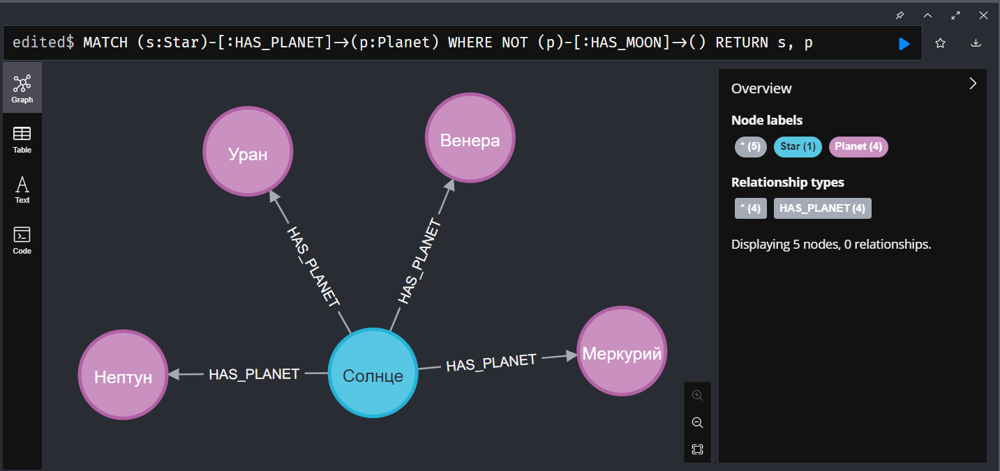 edited$ MATCH (s:Star)-[:HAS_PLANET]->(p:Planet) WHERE NOT (p)-[:HAS_MOON]->() RETURN s, p
Graph
Table
Text
Code
Уран
Венера
HAS_PLANET
HAS_PLANET
Нептун
HAS_PLANET
Солнце
HAS_PLANET
Меркурий
Overview
Node labels
* (5) Star (1) Planet (4)
Relationship types
* (4) HAS_PLANET (4)
Displaying 5 nodes, 0 relationships.